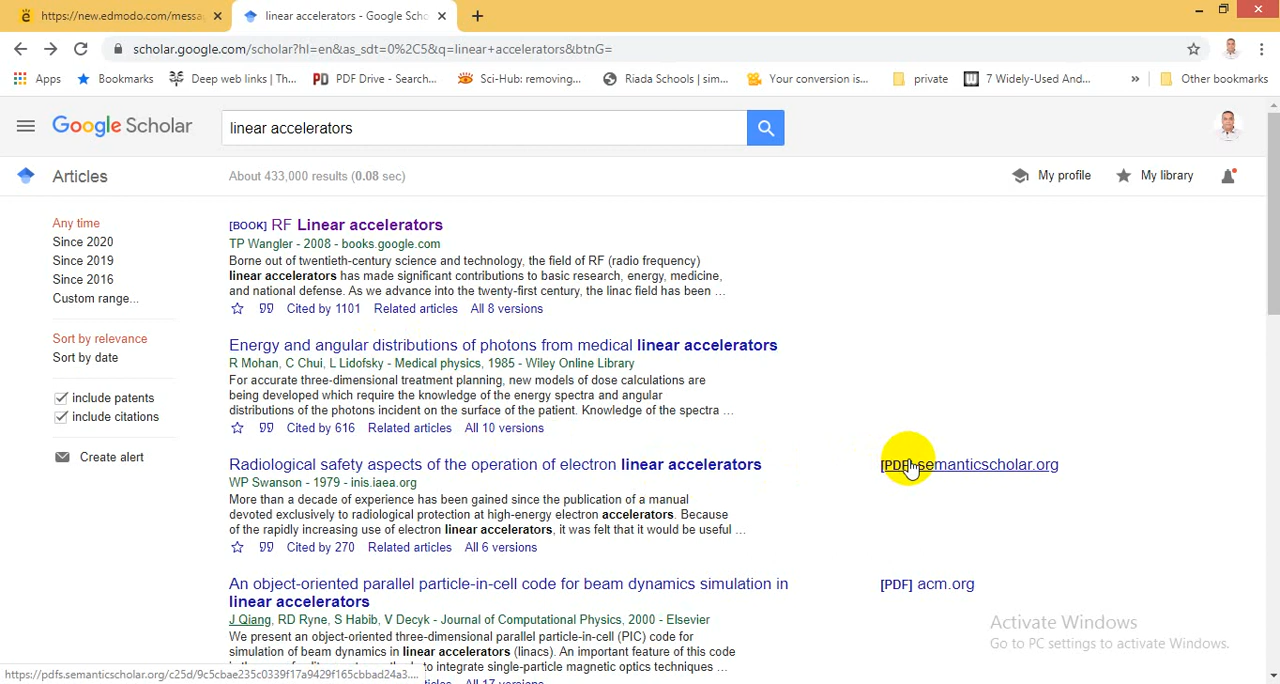 https://new.edmodo.com/messa
linear accelerators - Google Scho
scholar.google.com/scholar?hl=en&as_sdt=0%2C5&q=linear+accelerators&btnG=
Apps
Bookmarks
Deep web links | Th...
PDF Drive - Search...
Sci-Hub: removing...
Riada Schools | sim...
Your conversion is...
private
7 Widely-Used And...
»
Other bookmarks
Google Scholar
linear accelerators
Articles
About 433,000 results (0.08 sec)
My profile
My library
Any time
Since 2020
Since 2019
Since 2016
Custom range...
Sort by relevance
Sort by date
include patents
include citations
Create alert
[BOOK] RF Linear accelerators
TP Wangler - 2008 - books.google.com
Borne out of twentieth-century science and technology, the field of RF (radio frequency)
linear accelerators has made significant contributions to basic research, energy, medicine,
and national defense. As we advance into the twenty-first century, the linac field has been ...
Cited by 1101 Related articles All 8 versions
Energy and angular distributions of photons from medical linear accelerators
R Mohan, C Chui, L Lidofsky - Medical physics, 1985 - Wiley Online Library
For accurate three-dimensional treatment planning, new models of dose calculations are
being developed which require the knowledge of the energy spectra and angular
distributions of the photons incident on the surface of the patient. Knowledge of the spectra ...
Cited by 616 Related articles All 10 versions
Radiological safety aspects of the operation of electron linear accelerators
[PDF] semanticscholar.org
WP Swanson - 1979 - inis.iaea.org
More than a decade of experience has been gained since the publication of a manual
devoted exclusively to radiological protection at high-energy electron accelerators. Because
of the rapidly increasing use of electron linear accelerators, it was felt that it would be useful ...
Cited by 270 Related articles All 6 versions
An object-oriented parallel particle-in-cell code for beam dynamics simulation in
linear accelerators
[PDF] acm.org
J Qiang, RD Ryne, S Habib, V Decyk - Journal of Computational Physics, 2000 - Elsevier
We present an object-oriented three-dimensional parallel particle-in-cell (PIC) code for
simulation of beam dynamics in linear accelerators (linacs). An important feature of this code
to integrate single-particle magnetic optics techniques ...
All 17 versions
Activate Windows
Go to PC settings to activate Windows.
https://pdfs.semanticscholar.org/c25d/9c5cbae235c0339f17a9429f165cbbad24a3....